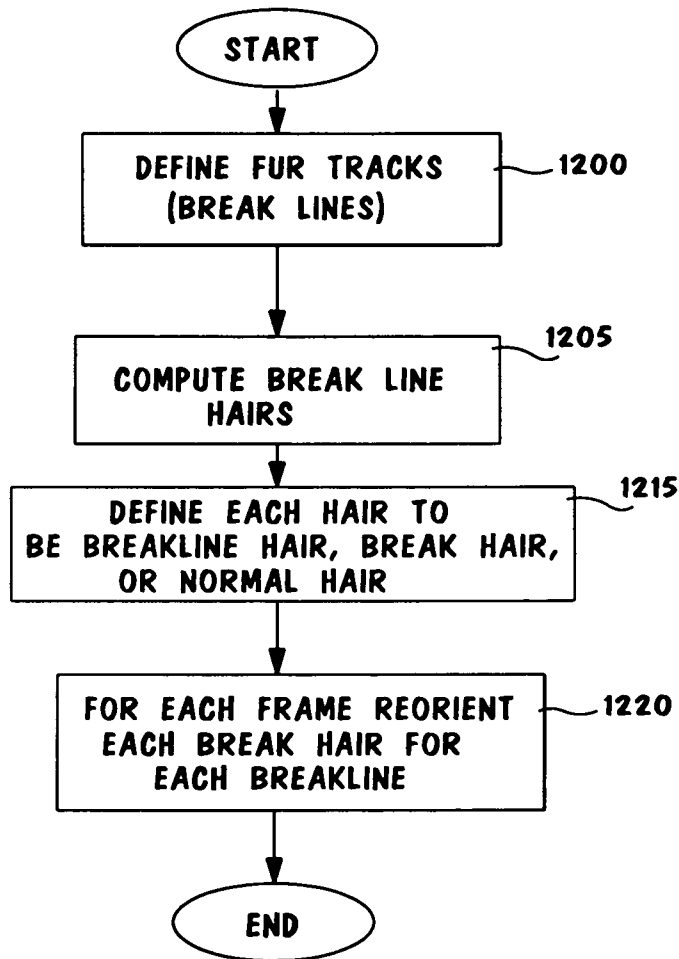 START
DEFINE FUR TRACKS
(BREAK LINES)
1200
1205
COMPUTE BREAK LINE
HAIRS
1215
DEFINE EACH HAIR TO
BE BREAKLINE HAIR, BREAK HAIR,
OR NORMAL HAIR
FOR EACH FRAME REORIENT
EACH BREAK HAIR FOR
EACH BREAKLINE
1220
END